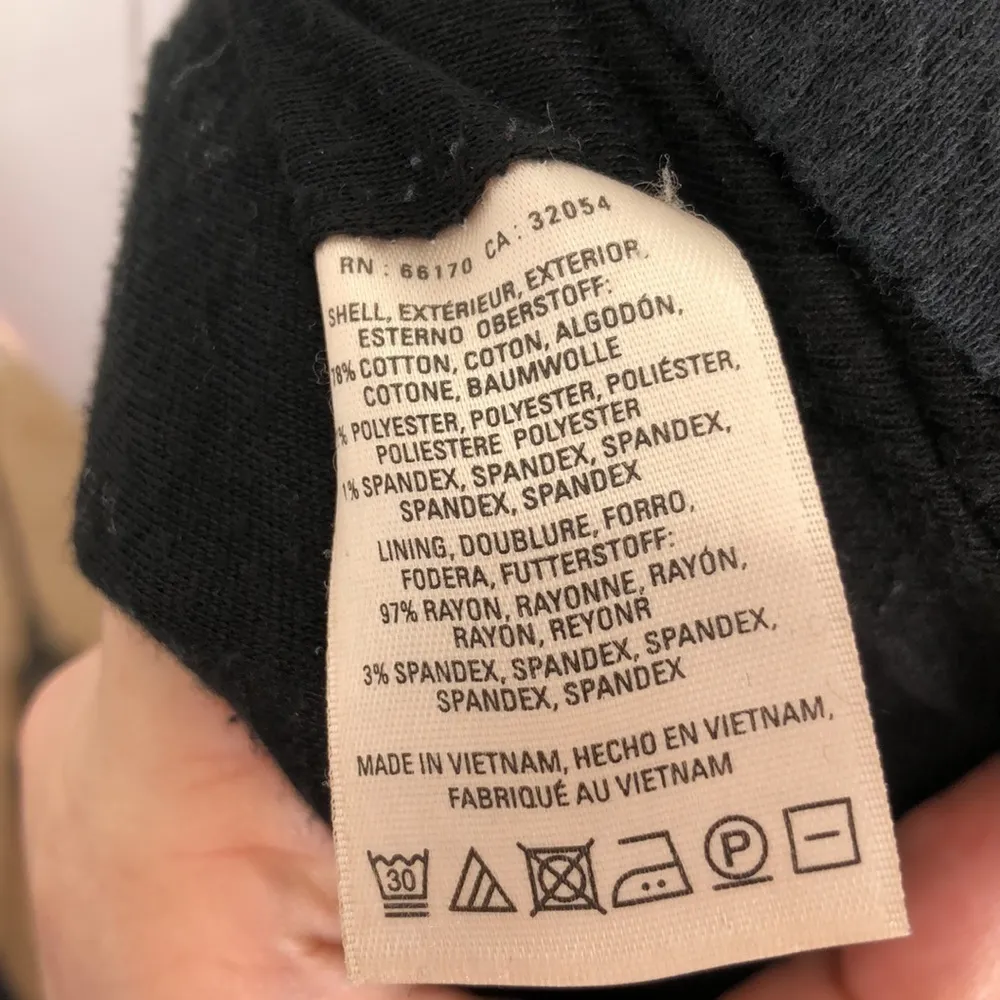 RN : 66170 CA : 32054
SHELL, EXTÉRIEUR, EXTERIOR,
ESTERNO OBERSTOFF:
78% COTTON, COTON, ALGODÓN,
COTONE, BAUMWOLLE
% POLYESTER, POLYESTER, POLIÉSTER,
POLIESTERE POLYESTER
1% SPANDEX, SPANDEX, SPANDEX,
SPANDEX, SPANDEX
LINING, DOUBLURE, FORRO,
FODERA, FUTTERSTOFF:
97% RAYON, RAYONNE, RAYÓN,
RAYON, REYONR
3% SPANDEX, SPANDEX, SPANDEX,
SPANDEX, SPANDEX
MADE IN VIETNAM, HECHO EN VIETNAM,
FABRIQUÉ AU VIETNAM
30 P